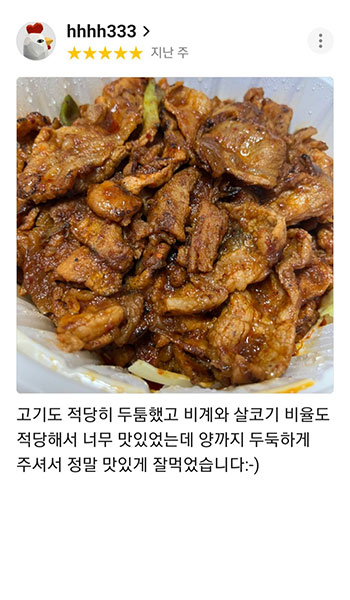 hhhh333
지난 주
고기도 적당히 두툼했고 비계와 살코기 비율도
적당해서 너무 맛있었는데 양까지 두둑하게
주셔서 정말 맛있게 잘먹었습니다:-)